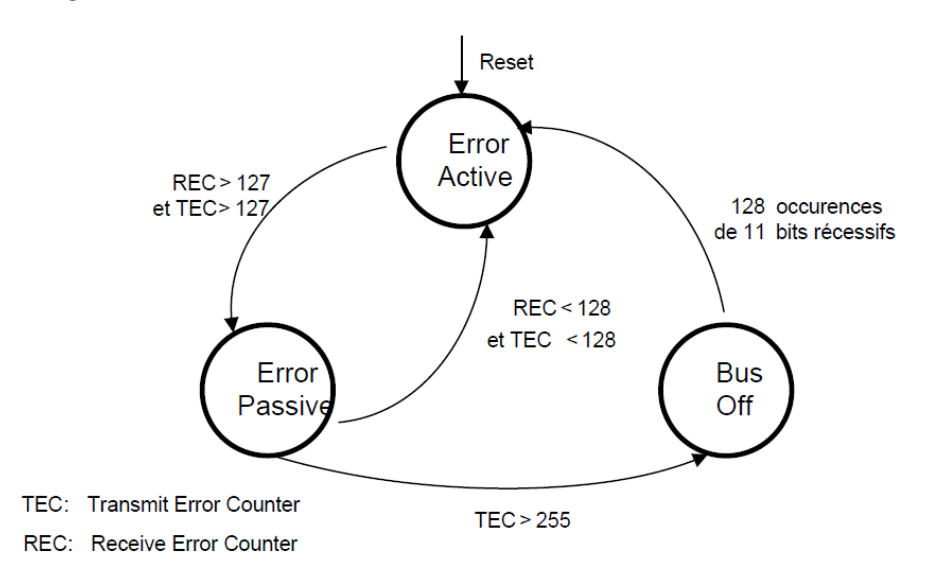 Reset
Error
Active
REC > 127
et TEC > 127
128 occurences
de 11 bits récessifs
REC < 128
et TEC < 128
Error
Passive
Bus
Off
TEC > 255
TEC: Transmit Error Counter
REC: Receive Error Counter